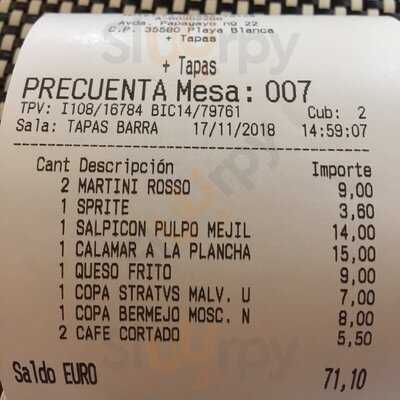 Avda. Papagayo nº 22
C.P. 35580 Playa Blanca
+ Tapas
+ Tapas
PRECUENTA Mesa: 007
TPV: I108/16784 BIC14/79761 Cub: 2
Sala: TAPAS BARRA 17/11/2018 14:59:07
Cant Descripción Importe
2 MARTINI ROSSO 9,00
1 SPRITE 3,60
1 SALPICON PULPO MEJIL 14,00
1 CALAMAR A LA PLANCHA 15,00
1 QUESO FRITO 9,00
1 COPA STRATVS MALV. U 7,00
1 COPA BERMEJO MOSC. N 8,00
2 CAFE CORTADO 5,50
Saldo EURO 71,10